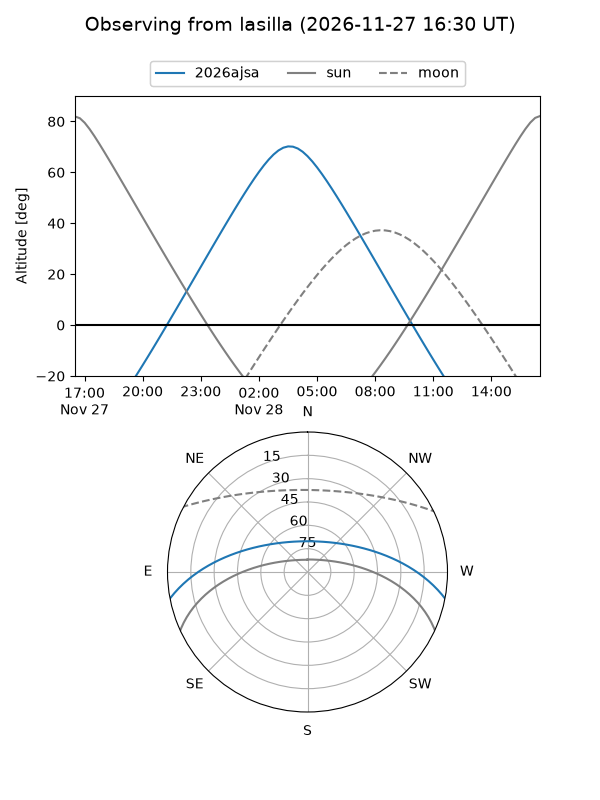 Observing from lasilla (2026-11-27 16:30 UT)
2026ajsa sun moon
Altitude [deg]
80
60
40
20
0
−20
17:00 20:00 23:00 02:00 05:00 08:00 11:00 14:00
Nov 27 Nov 28
N
NE NW
15
30
45
60
75
E W
SE SW
S